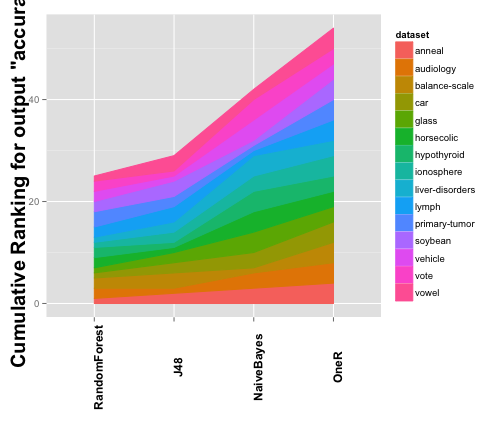 Cumulative Ranking for output "accura
40
20
0
RandomForest
J48
NaiveBayes
OneR
dataset
anneal
audiology
balance-scale
car
glass
horsecolic
hypothyroid
ionosphere
liver-disorders
lymph
primary-tumor
soybean
vehicle
vote
vowel